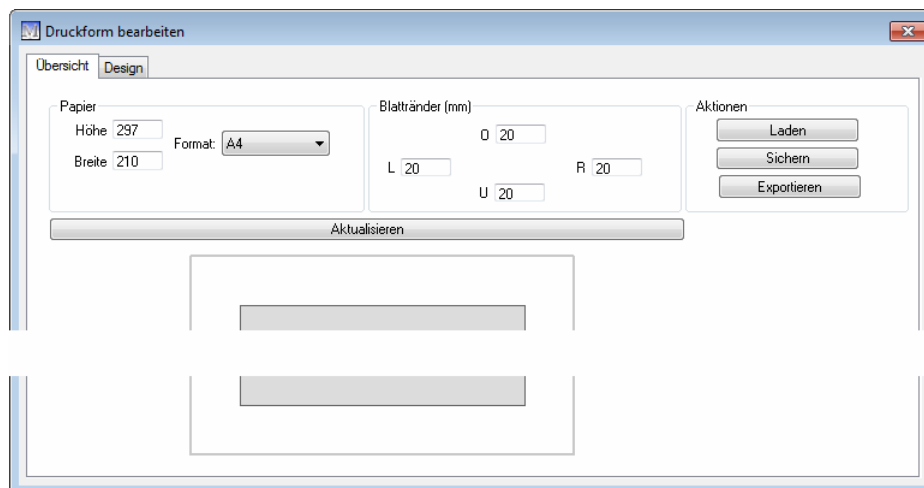 Druckform bearbeiten
Übersicht
Design
Papier
Höhe 297
Breite 210
Format: A4
Blattränder (mm)
O 20
L 20
R 20
U 20
Aktionen
Laden
Sichern
Exportieren
Aktualisieren